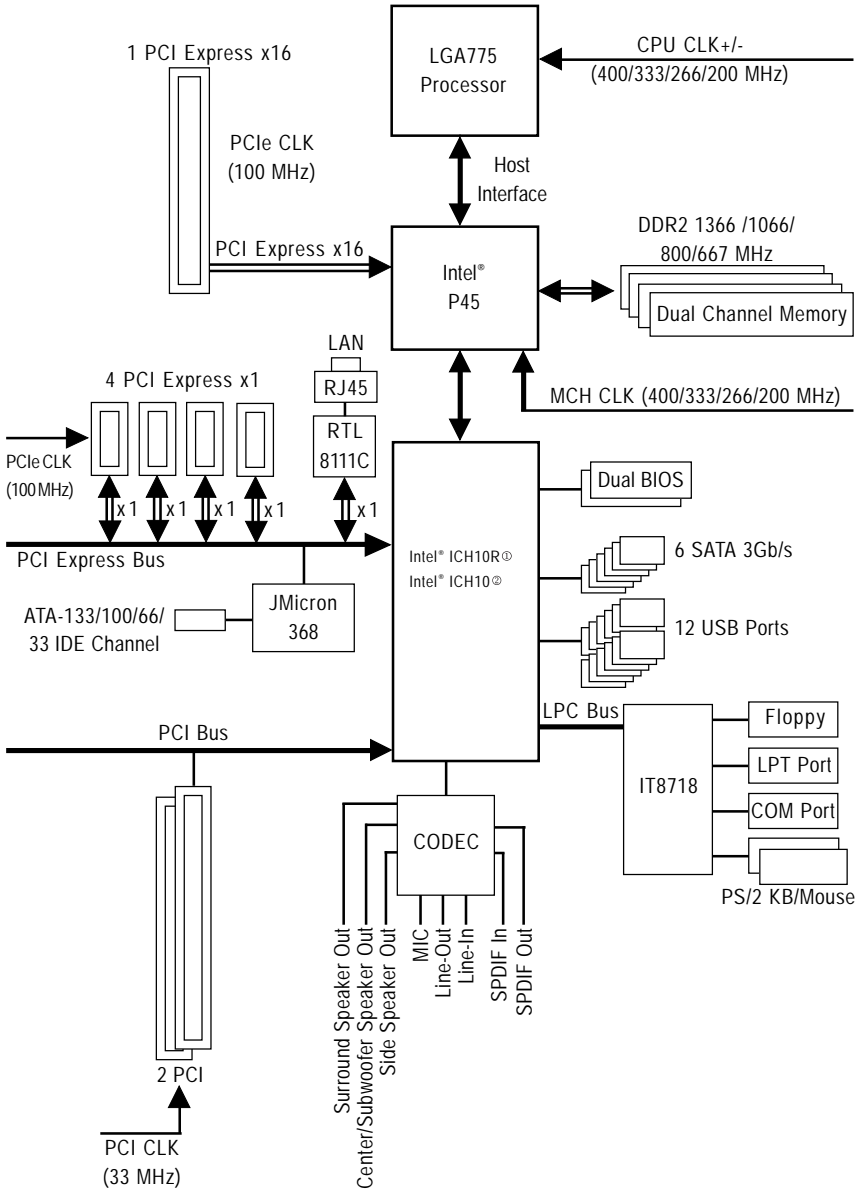 1 PCI Express x16
LGA775
Processor
CPU CLK+/-
(400/333/266/200 MHz)
PCIe CLK
(100 MHz)
Host
Interface
PCI Express x16
Intel®
P45
DDR2 1366 /1066/
800/667 MHz
Dual Channel Memory
LAN
RJ45
RTL
8111C
4 PCI Express x1
MCH CLK (400/333/266/200 MHz)
PCIe CLK
(100 MHz)
x 1
x 1
x 1
x 1
x 1
PCI Express Bus
Dual BIOS
Intel® ICH10R①
Intel® ICH10②
6 SATA 3Gb/s
ATA-133/100/66/
33 IDE Channel
JMicron
368
12 USB Ports
LPC Bus
PCI Bus
IT8718
Floppy
LPT Port
COM Port
PS/2 KB/Mouse
CODEC
Surround Speaker Out
Center/Subwoofer Speaker Out
Side Speaker Out
MIC
Line-Out
Line-In
SPDIF In
SPDIF Out
2 PCI
PCI CLK
(33 MHz)